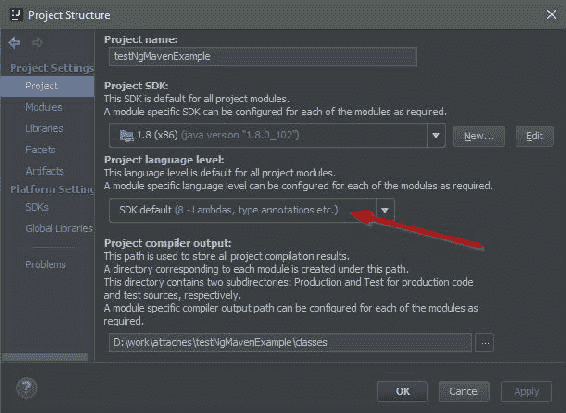 Project Structure
Project name:
testNgMavenExample
Project Settings
Project
Modules
Libraries
Facets
Artifacts
Platform Setting
SDKs
Global Libraries
Problems
Project SDK:
This SDK is default for all project modules.
A module specific SDK can be configured for each of the modules as required.
1.8 (x86) (java version "1.8.0_102")
New...
Edit
Project language level:
This language level is default for all project modules.
A module specific language level can be configured for each of the modules as required.
SDK default (8 - Lambdas, type annotations etc.)
Project compiler output:
This path is used to store all project compilation results.
A directory corresponding to each module is created under this path.
This directory contains two subdirectories: Production and Test for production code
and test sources, respectively.
A module specific compiler output path can be configured for each of the modules as
required.
D:\work\attaches\testNgMavenExample\classes
...
?
OK
Cancel
Apply